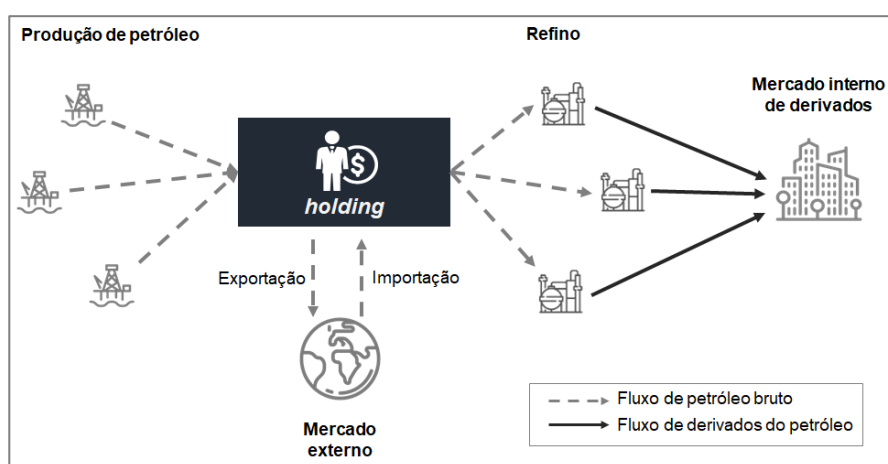 Produção de petróleo
Refino
Mercado interno
de derivados
$
holding
Exportação
Importação
Mercado
externo
Fluxo de petróleo bruto
Fluxo de derivados do petróleo